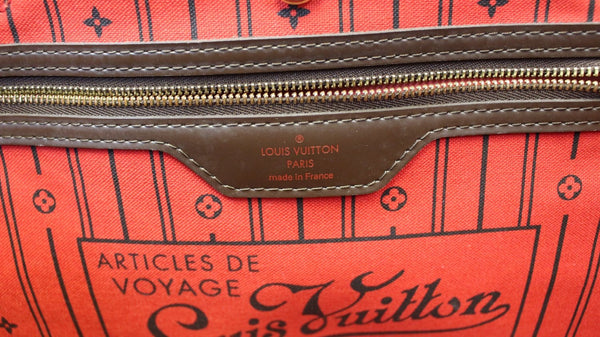 ®
LOUIS VUITTON
PARIS
made in France
ARTICLES DE
VOYAGE
Louis Vuitton